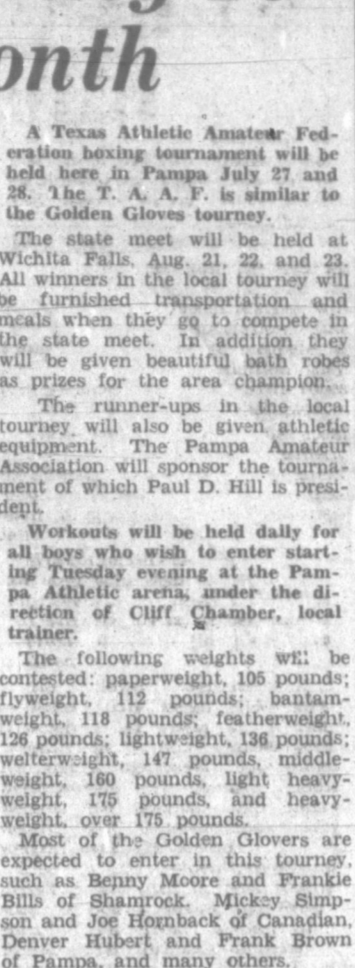 onth
A Texas Athletic Amateur Fed-
eration boxing tournament will be
held here in Pampa July 27 and
28. The T. A. A. F. is similar to
the Golden Gloves tourney.
The state meet will be held at
Wichita Falls, Aug. 21, 22, and 23.
All winners in the local tourney will
be furnished transportation and
meals when they go to compete in
the state meet. In addition they
will be given beautiful bath robes
as prizes for the area champion.
The runner-ups in the local
tourney will also be given athletic
equipment. The Pampa Amateur
Association will sponsor the tourna-
ment of which Paul D. Hill is presi-
dent.
Workouts will be held daily for
all boys who wish to enter start-
ing Tuesday evening at the Pam-
pa Athletic arena, under the di-
rection of Cliff Chamber, local
trainer.
The following weights will be
contested: paperweight, 105 pounds;
flyweight, 112 pounds; bantam-
weight, 118 pounds; featherweight,
126 pounds; lightweight, 136 pounds;
welterweight, 147 pounds, middle-
weight, 160 pounds, light heavy-
weight, 175 pounds, and heavy-
weight, over 175 pounds.
Most of the Golden Glovers are
expected to enter in this tourney,
such as Benny Moore and Frankie
Bills of Shamrock, Mickey Simp-
son and Joe Hornback of Canadian,
Denver Hubert and Frank Brown
of Pampa, and many others.